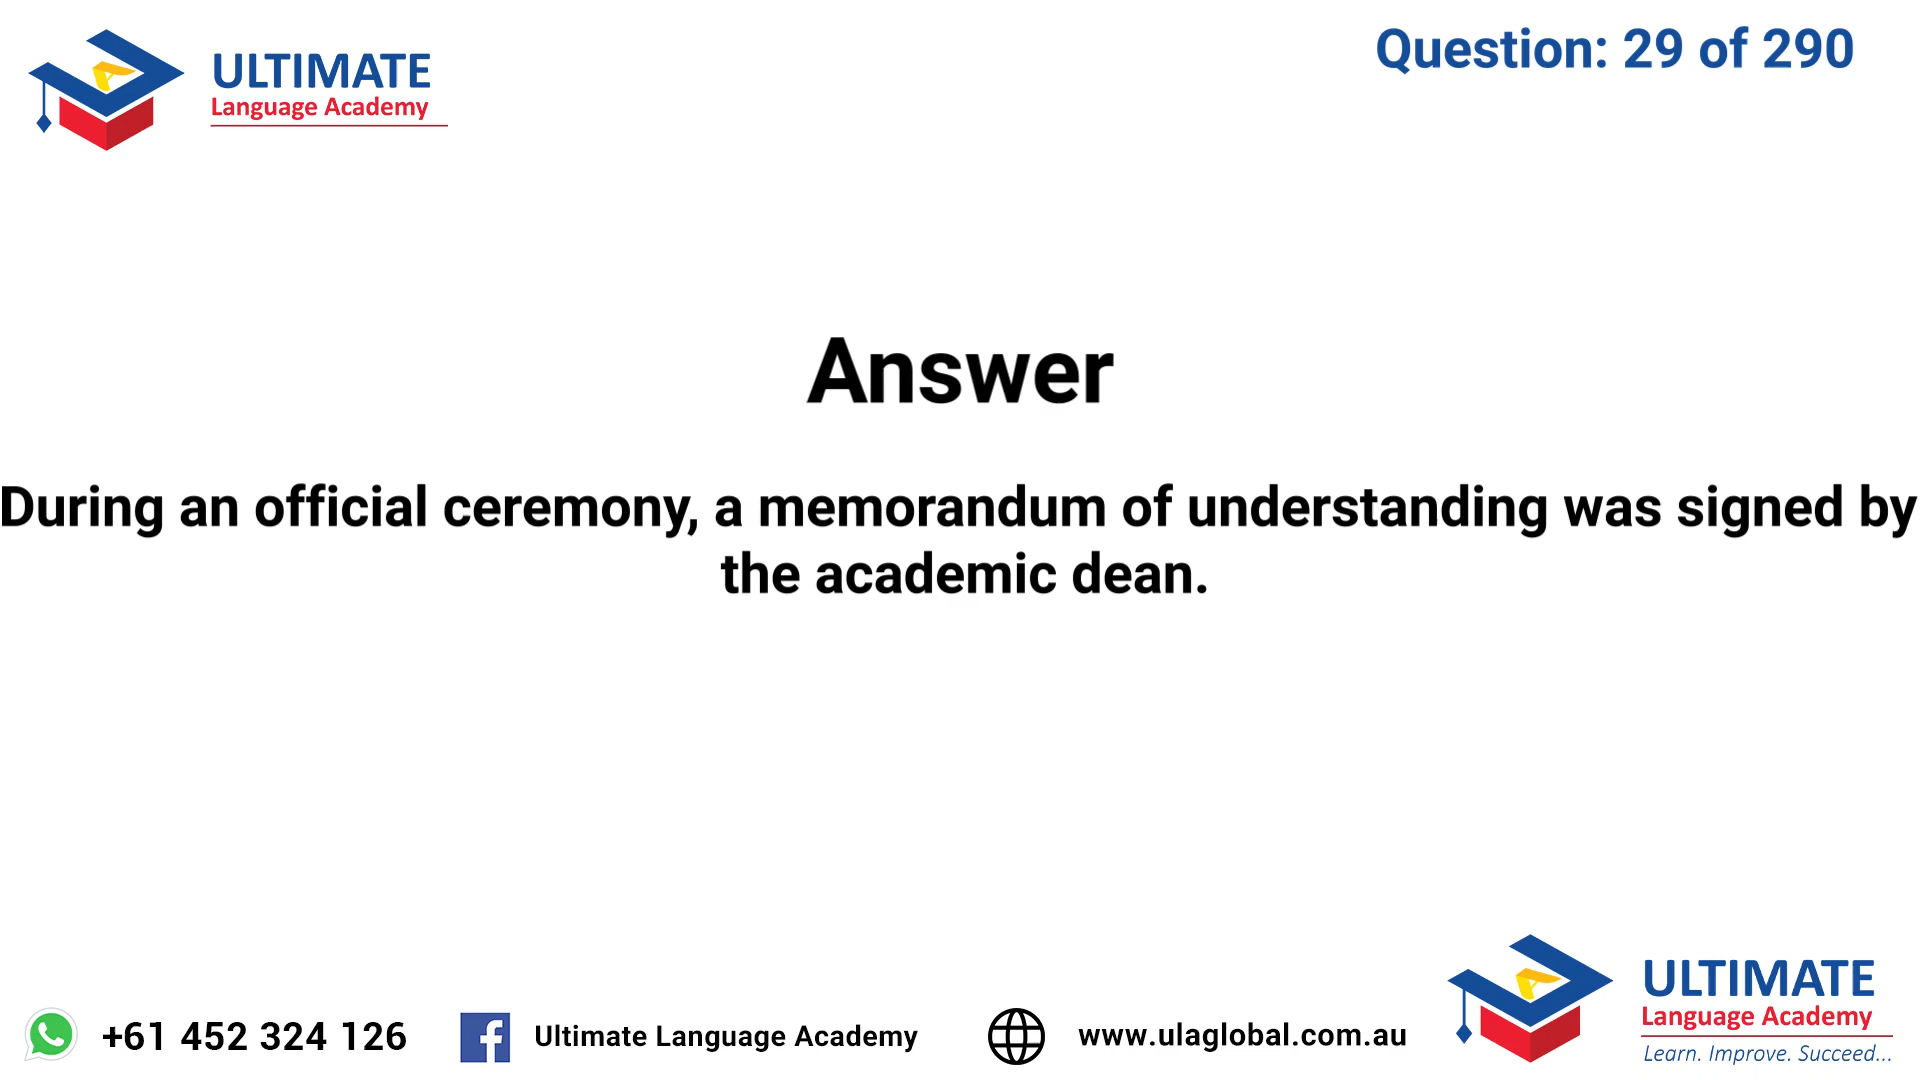 ULTIMATE
Language Academy
Question: 29 of 290
Answer
During an official ceremony, a memorandum of understanding was signed by
the academic dean.
+61 452 324 126
Ultimate Language Academy
www.ulaglobal.com.au
ULTIMATE
Language Academy
Learn. Improve. Succeed...